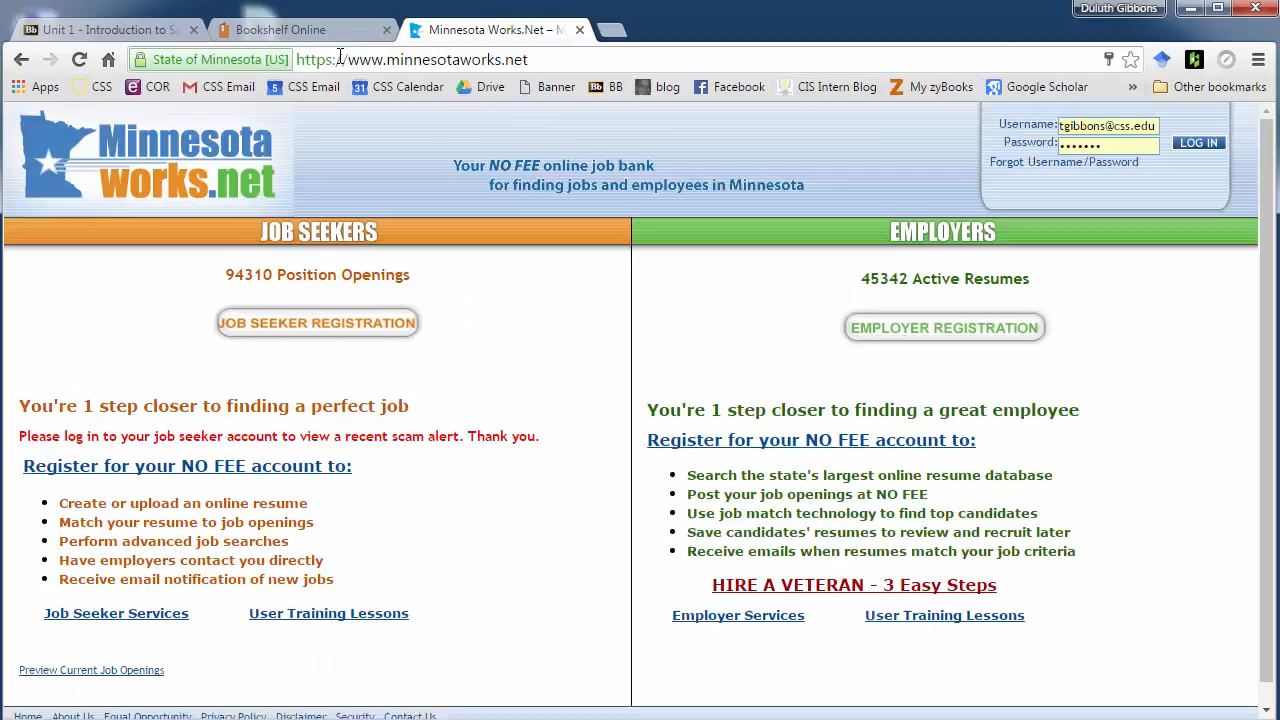 Duluth Gibbons
Unit 1 - Introduction to S
Bookshelf Online
Minnesota Works.Net – M
State of Minnesota [US]
https://www.minnesotaworks.net
Apps
CSS
COR
CSS Email
CSS Email
CSS Calendar
Drive
Banner
BB
blog
Facebook
CIS Intern Blog
My zyBooks
Google Scholar
»
Other bookmarks
Minnesota
works.net
Your NO FEE online job bank
for finding jobs and employees in Minnesota
Username: tgibbons@css.edu
Password: •••••••
LOG IN
Forgot Username/Password
JOB SEEKERS
94310 Position Openings
JOB SEEKER REGISTRATION
You're 1 step closer to finding a perfect job
Please log in to your job seeker account to view a recent scam alert. Thank you.
Register for your NO FEE account to:
• Create or upload an online resume
• Match your resume to job openings
• Perform advanced job searches
• Have employers contact you directly
• Receive email notification of new jobs
Job Seeker Services
User Training Lessons
Preview Current Job Openings
EMPLOYERS
45342 Active Resumes
EMPLOYER REGISTRATION
You're 1 step closer to finding a great employee
Register for your NO FEE account to:
• Search the state's largest online resume database
• Post your job openings at NO FEE
• Use job match technology to find top candidates
• Save candidates' resumes to review and recruit later
• Receive emails when resumes match your job criteria
HIRE A VETERAN - 3 Easy Steps
Employer Services
User Training Lessons
Home About Us Equal Opportunity Privacy Policy Disclaimer Security Contact Us